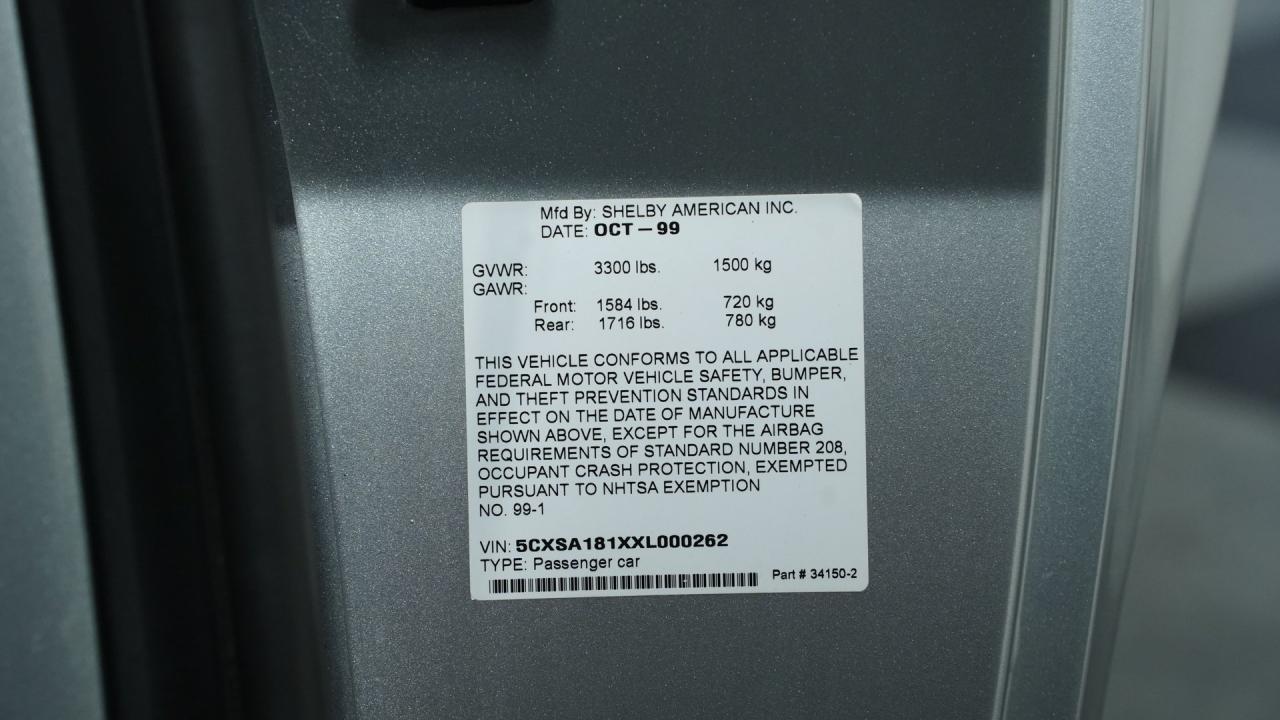 Mfd By: SHELBY AMERICAN INC.
DATE: OCT — 99
GVWR: 3300 lbs. 1500 kg
GAWR:
Front: 1584 lbs. 720 kg
Rear: 1716 lbs. 780 kg
THIS VEHICLE CONFORMS TO ALL APPLICABLE
FEDERAL MOTOR VEHICLE SAFETY, BUMPER,
AND THEFT PREVENTION STANDARDS IN
EFFECT ON THE DATE OF MANUFACTURE
SHOWN ABOVE, EXCEPT FOR THE AIRBAG
REQUIREMENTS OF STANDARD NUMBER 208,
OCCUPANT CRASH PROTECTION, EXEMPTED
PURSUANT TO NHTSA EXEMPTION
NO. 99-1
VIN: 5CXSA181XXL000262
TYPE: Passenger car
Part # 34150-2